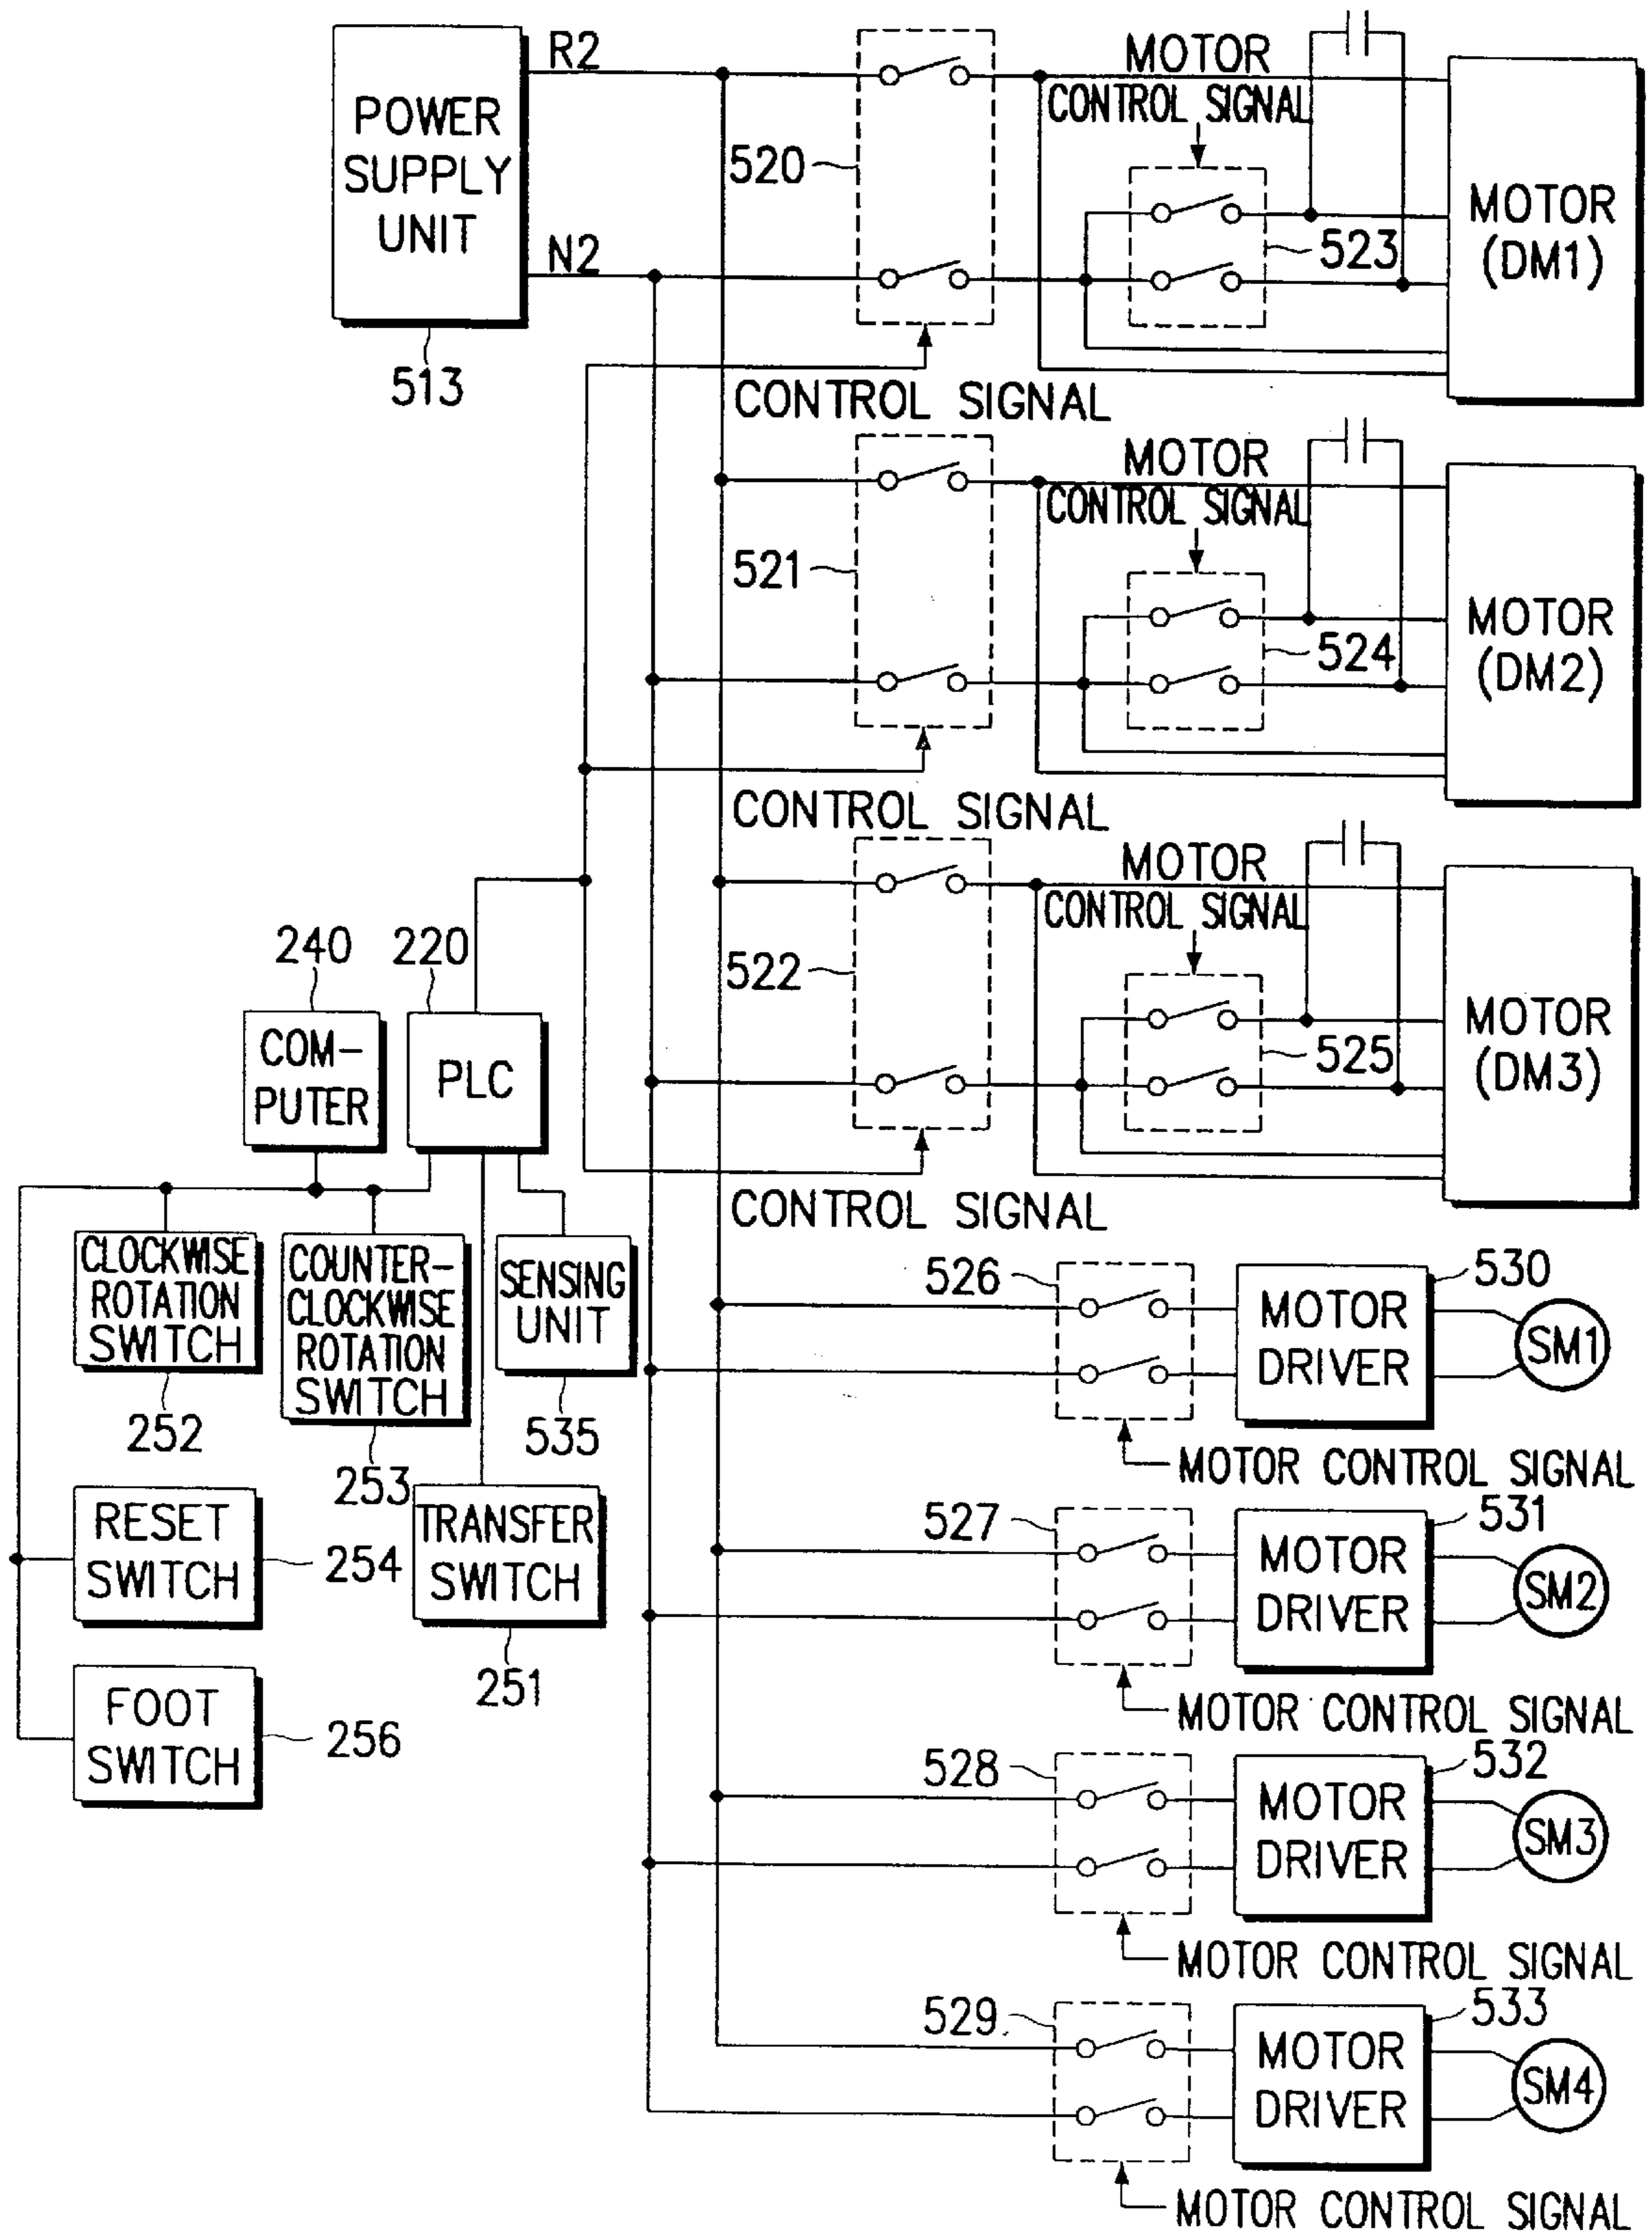 R2
POWER
SUPPLY
UNIT
N2
513
520
MOTOR
CONTROL SIGNAL
523
MOTOR
(DM1)
CONTROL SIGNAL
521
MOTOR
CONTROL SIGNAL
524
MOTOR
(DM2)
CONTROL SIGNAL
522
MOTOR
CONTROL SIGNAL
525
MOTOR
(DM3)
CONTROL SIGNAL
240
220
COM-
PUTER
PLC
CLOCKWISE
ROTATION
SWITCH
252
COUNTER-
CLOCKWISE
ROTATION
SWITCH
253
SENSING
UNIT
535
RESET
SWITCH
254
TRANSFER
SWITCH
251
FOOT
SWITCH
256
526
MOTOR
DRIVER
530
SM1
MOTOR CONTROL SIGNAL
527
MOTOR
DRIVER
531
SM2
MOTOR CONTROL SIGNAL
528
MOTOR
DRIVER
532
SM3
MOTOR CONTROL SIGNAL
529
MOTOR
DRIVER
533
SM4
MOTOR CONTROL SIGNAL